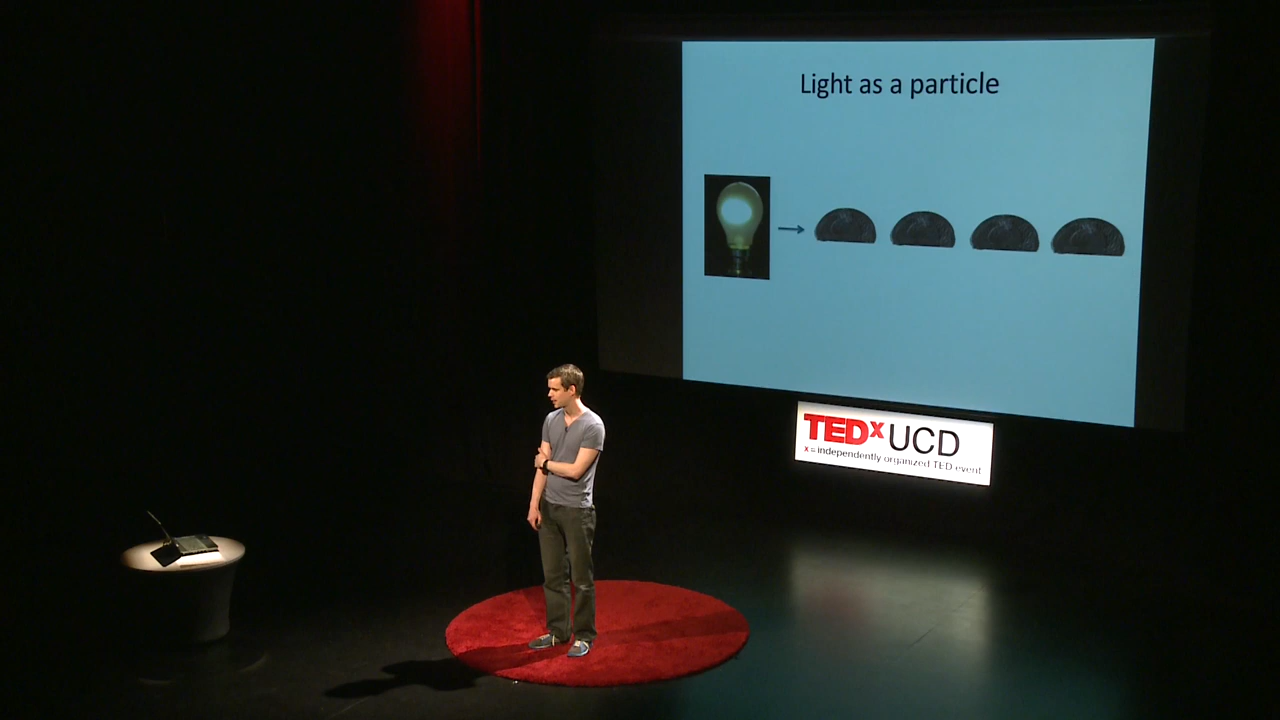 Light as a particle
TEDx UCD
x = independently organized TED event